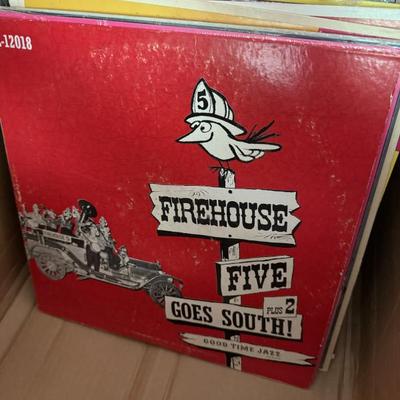 -12018
5
FIREHOUSE
FIVE
PLUS 2
GOES SOUTH!
GOOD TIME JAZZ